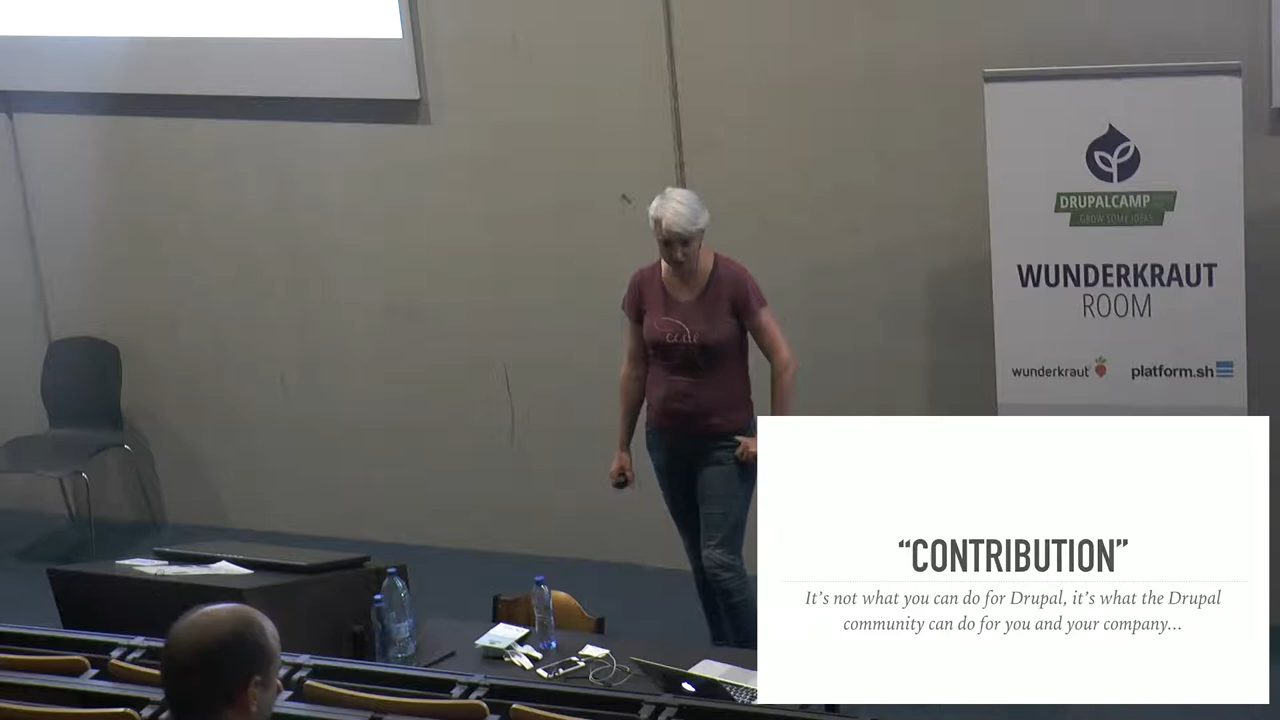 DRUPALCAMP
GROW SOME IDEAS
WUNDERKRAUT
ROOM
wunderkraut
platform.sh
code
“CONTRIBUTION”
It’s not what you can do for Drupal, it’s what the Drupal
community can do for you and your company…